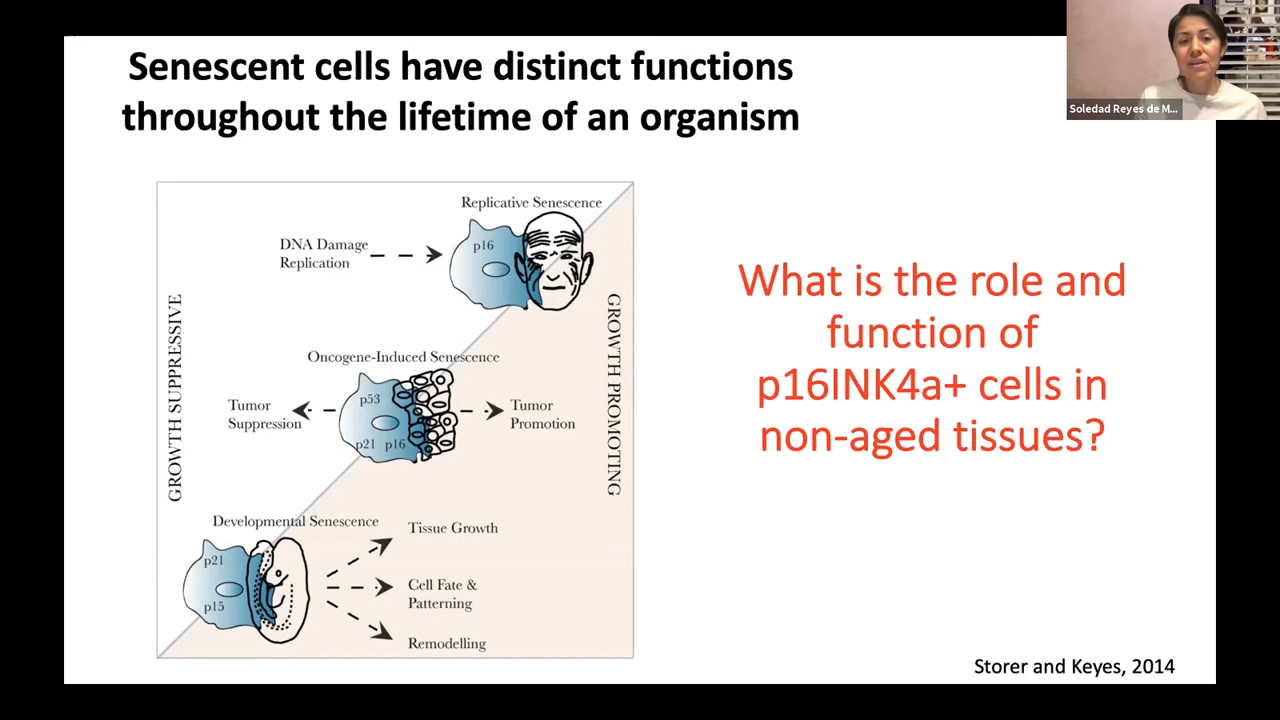 Senescent cells have distinct functions
throughout the lifetime of an organism
Soledad Reyes de M...
Replicative Senescence
DNA Damage
Replication
p16
GROWTH SUPPRESSIVE
GROWTH PROMOTING
Oncogene-Induced Senescence
p53
p21 p16
Tumor
Suppression
Tumor
Promotion
Developmental Senescence
p21
p15
Tissue Growth
Cell Fate &
Patterning
Remodelling
What is the role and
function of
p16INK4a+ cells in
non-aged tissues?
Storer and Keyes, 2014